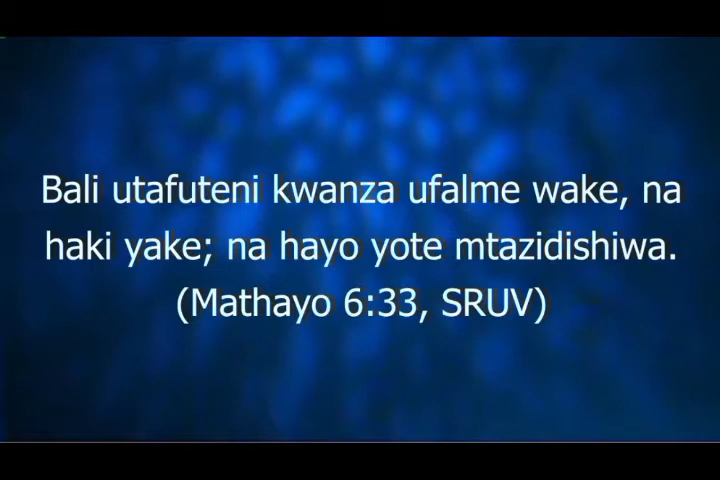 Bali utafuteni kwanza ufalme wake, na
haki yake; na hayo yote mtazidishiwa.
(Mathayo 6:33, SRUV)